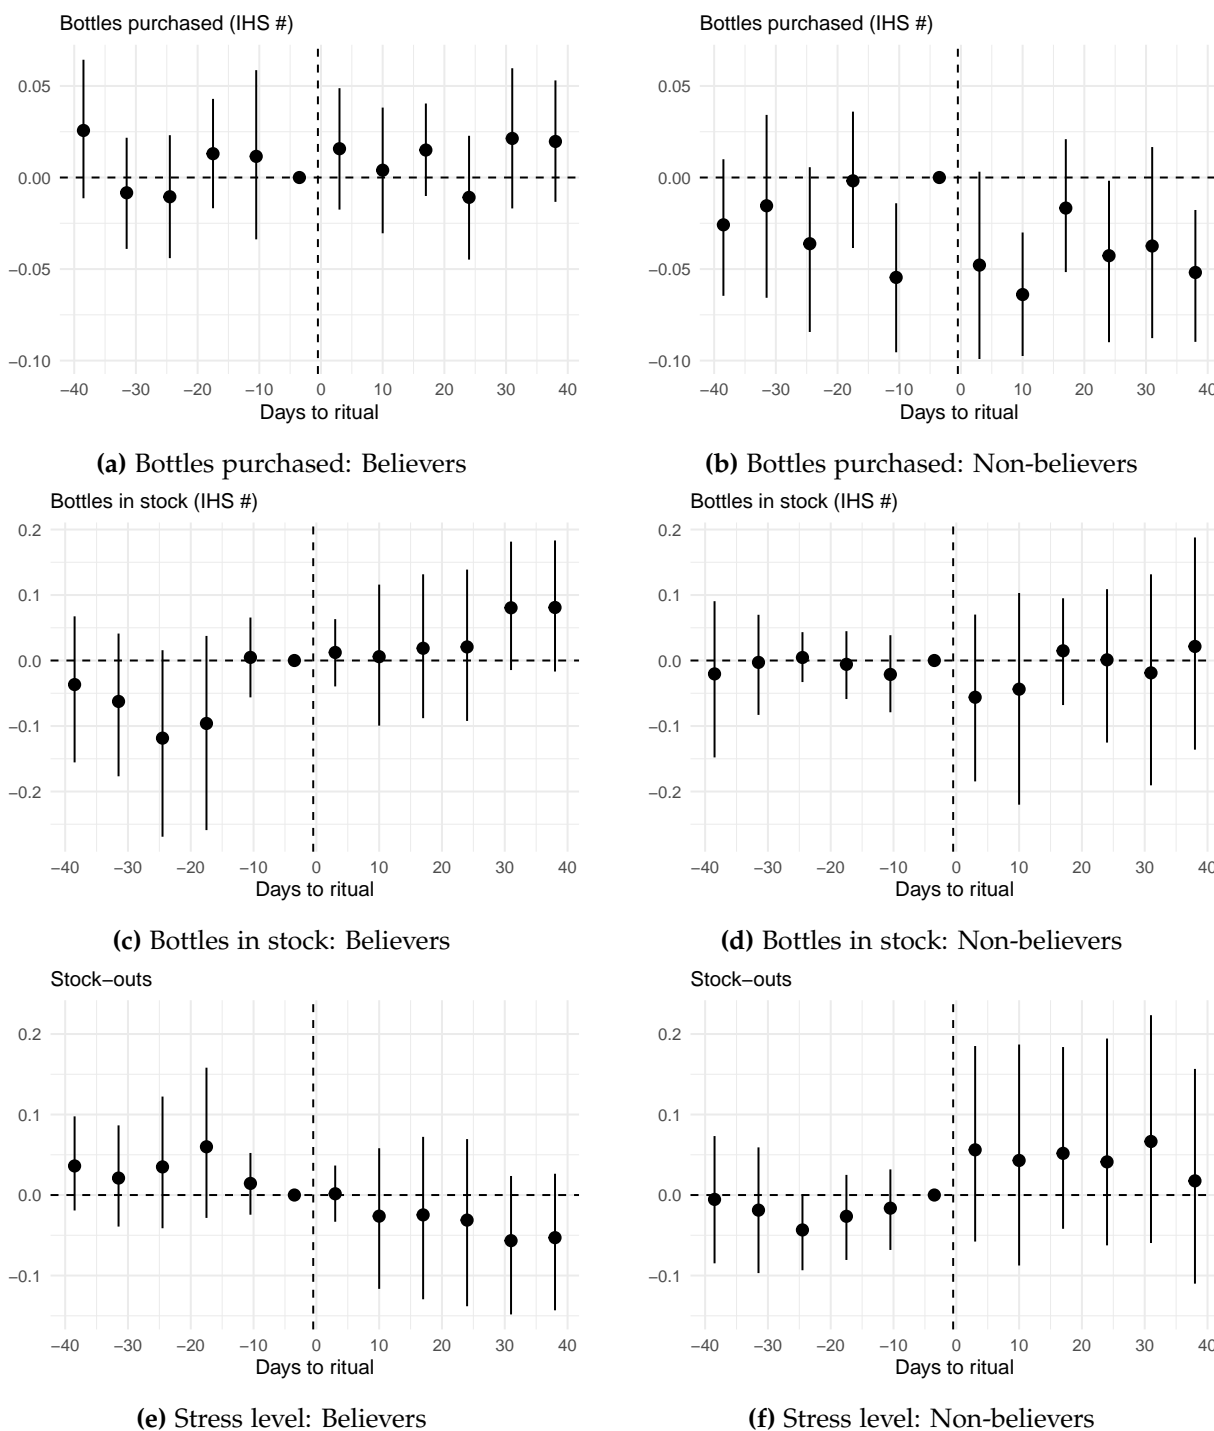 Bottles purchased (IHS #)
0.05
0.00
−0.05
−0.10
−40 −30 −20 −10 0 10 20 30 40
Days to ritual
(a) Bottles purchased: Believers
Bottles purchased (IHS #)
0.05
0.00
−0.05
−0.10
−40 −30 −20 −10 0 10 20 30 40
Days to ritual
(b) Bottles purchased: Non-believers
Bottles in stock (IHS #)
0.2
0.1
0.0
−0.1
−0.2
−40 −30 −20 −10 0 10 20 30 40
Days to ritual
(c) Bottles in stock: Believers
Bottles in stock (IHS #)
0.2
0.1
0.0
−0.1
−0.2
−40 −30 −20 −10 0 10 20 30 40
Days to ritual
(d) Bottles in stock: Non-believers
Stock−outs
0.2
0.1
0.0
−0.1
−40 −30 −20 −10 0 10 20 30 40
Days to ritual
(e) Stress level: Believers
Stock−outs
0.2
0.1
0.0
−0.1
−40 −30 −20 −10 0 10 20 30 40
Days to ritual
(f) Stress level: Non-believers